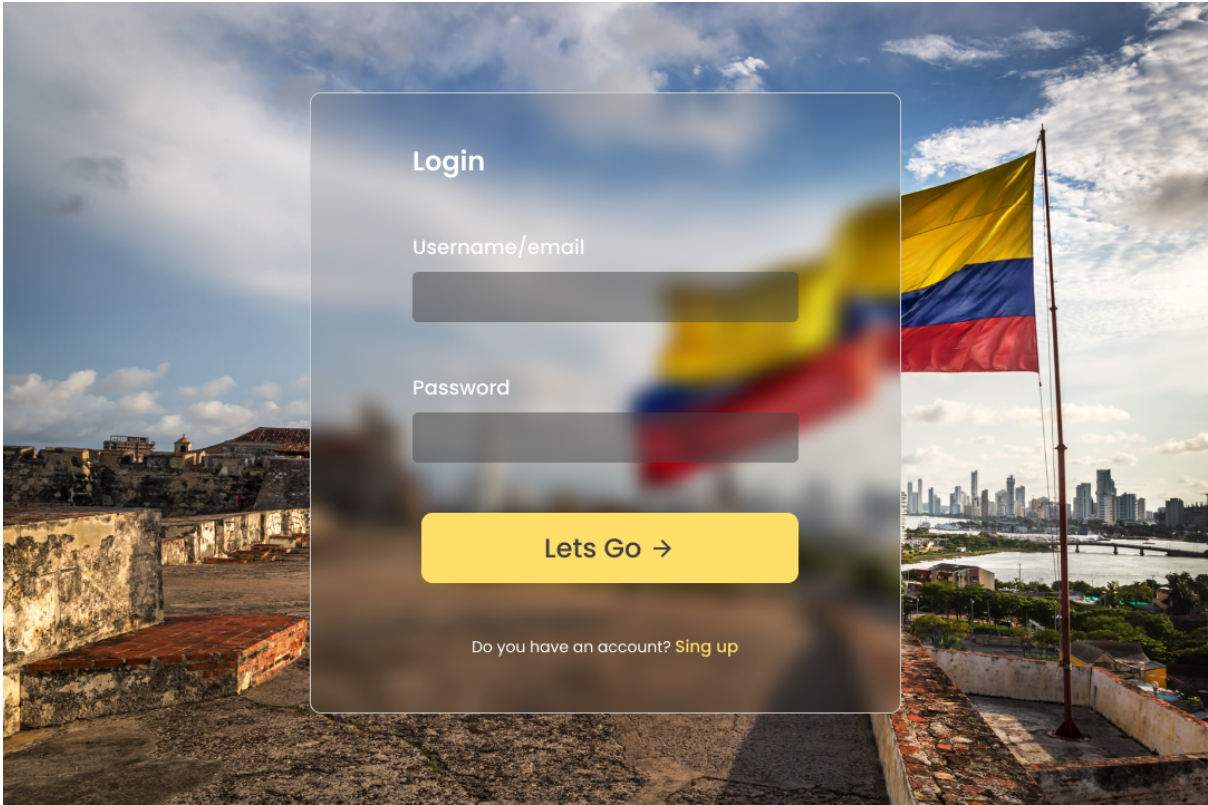 Login
Username/email
Password
Lets Go →
Do you have an account? Sing up